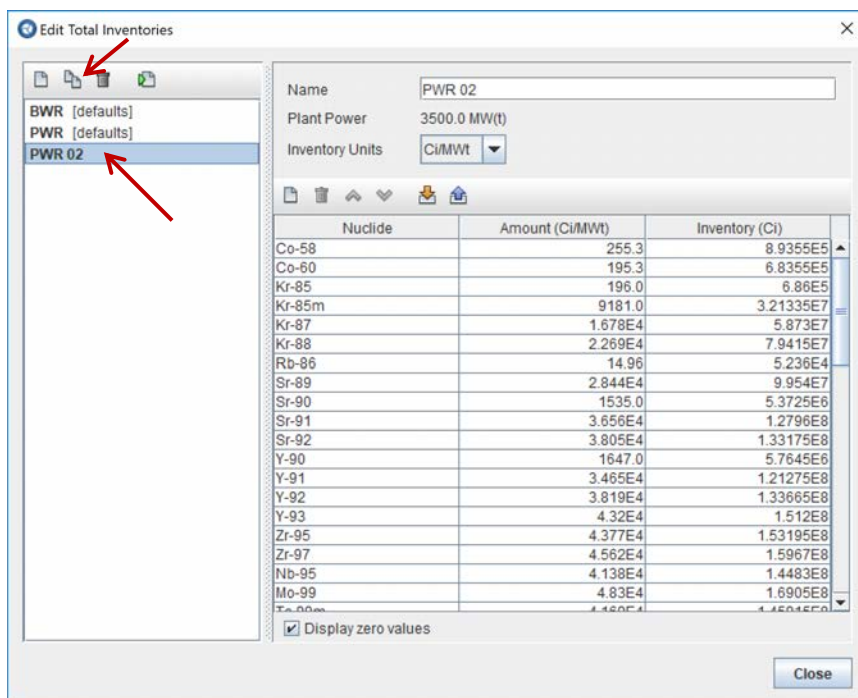 Edit Total Inventories
BWR [defaults]
PWR [defaults]
PWR 02
Name PWR 02
Plant Power 3500.0 MW(t)
Inventory Units Ci/MWt
Nuclide Amount (Ci/MWt) Inventory (Ci)
Co-58 255.3 8.9355E5
Co-60 195.3 6.8355E5
Kr-85 196.0 6.86E5
Kr-85m 9181.0 3.21335E7
Kr-87 1.678E4 5.873E7
Kr-88 2.269E4 7.9415E7
Rb-86 14.96 5.236E4
Sr-89 2.844E4 9.954E7
Sr-90 1535.0 5.3725E6
Sr-91 3.656E4 1.2796E8
Sr-92 3.805E4 1.33175E8
Y-90 1647.0 5.7645E6
Y-91 3.465E4 1.21275E8
Y-92 3.819E4 1.33665E8
Y-93 4.32E4 1.512E8
Zr-95 4.377E4 1.53195E8
Zr-97 4.562E4 1.5967E8
Nb-95 4.138E4 1.4483E8
Mo-99 4.83E4 1.6905E8
Display zero values
Close